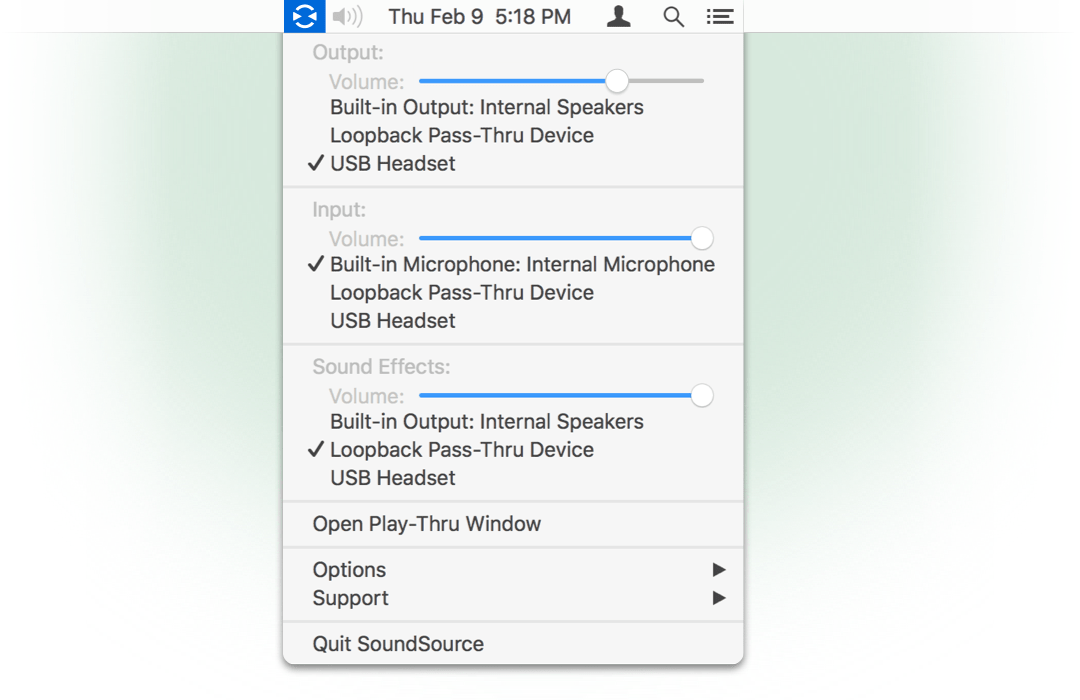 Thu Feb 9 5:18 PM
Output:
Volume:
Built-in Output: Internal Speakers
Loopback Pass-Thru Device
✓ USB Headset
Input:
Volume:
✓ Built-in Microphone: Internal Microphone
Loopback Pass-Thru Device
USB Headset
Sound Effects:
Volume:
Built-in Output: Internal Speakers
✓ Loopback Pass-Thru Device
USB Headset
Open Play-Thru Window
Options
Support
Quit SoundSource